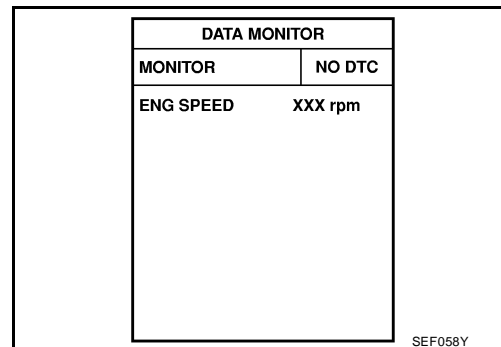 DATA MONITOR
MONITOR NO DTC
ENG SPEED XXX rpm
SEF058Y